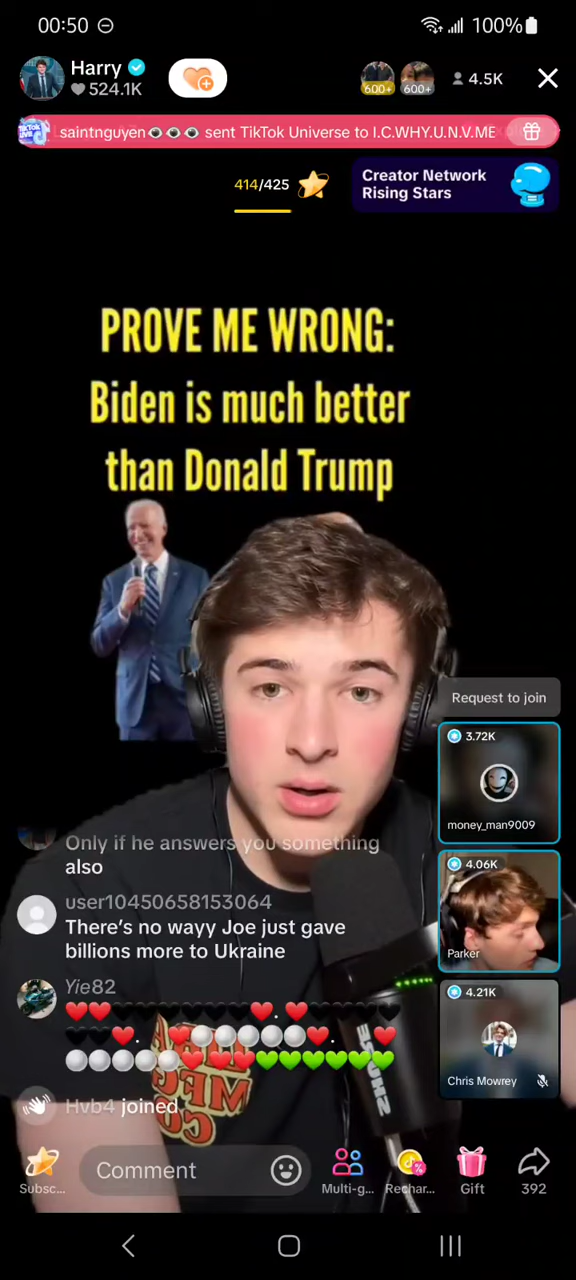 00:50
100%
Harry
524.1K
600+
600+
4.5K
saintnguyen👁👁👁 sent TikTok Universe to I.C.WHY.U.N.V.ME
414/425
Creator Network
Rising Stars
PROVE ME WRONG:
Biden is much better
than Donald Trump
Request to join
3.72K
money_man9009
4.06K
Parker
4.21K
Chris Mowrey
Only if he answers you something
also
user10450658153064
There's no wayy Joe just gave
billions more to Ukraine
Yie82
❤❤🖤🖤🖤🖤🖤🖤🖤❤. ❤🖤🖤🖤🖤
🖤🖤❤. ❤⚪⚪⚪⚪⚪❤. ❤
⚪⚪⚪⚪⚪❤❤❤💚💚💚💚💚💚
Hvb4 joined
Comment
Subsc...
Multi-g...
Rechar...
Gift
392